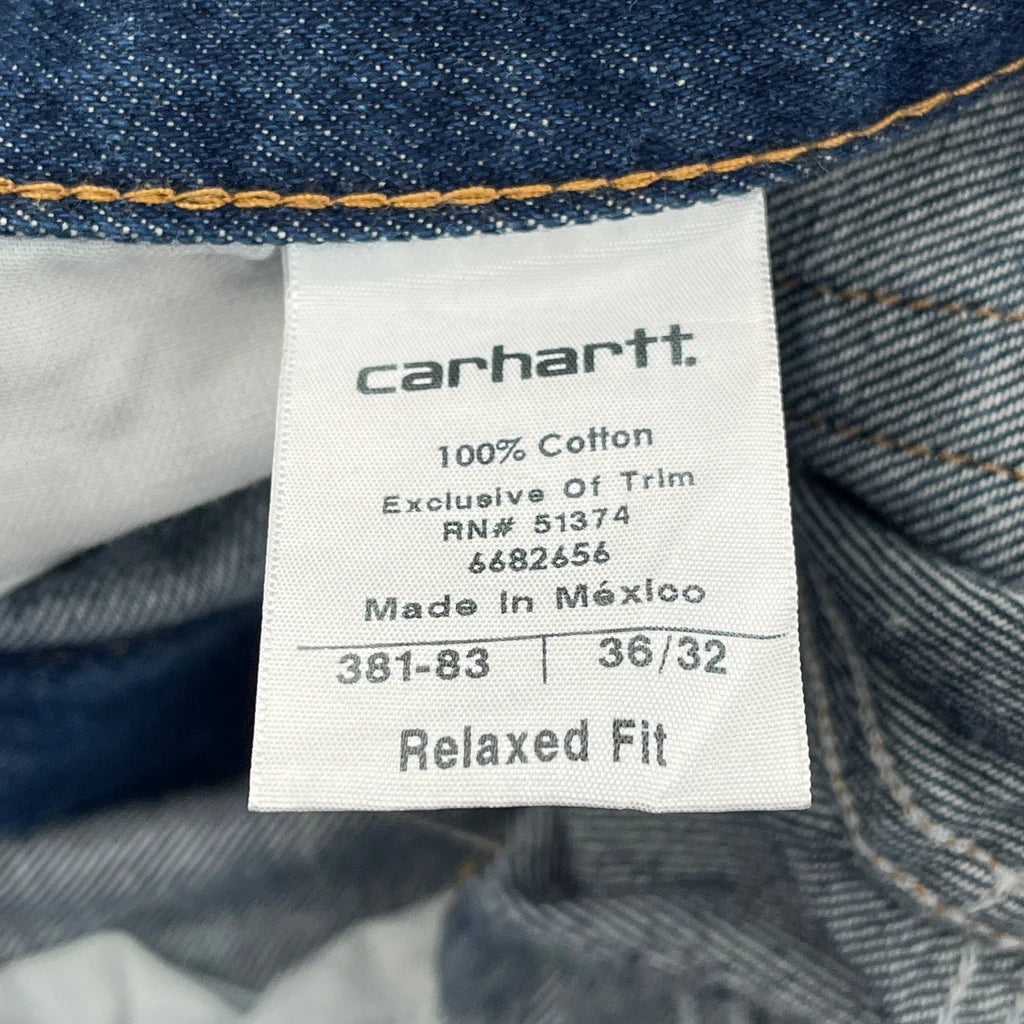 carhartt.
100% Cotton
Exclusive Of Trim
RN# 51374
6682656
Made In México
381-83 | 36/32
Relaxed Fit